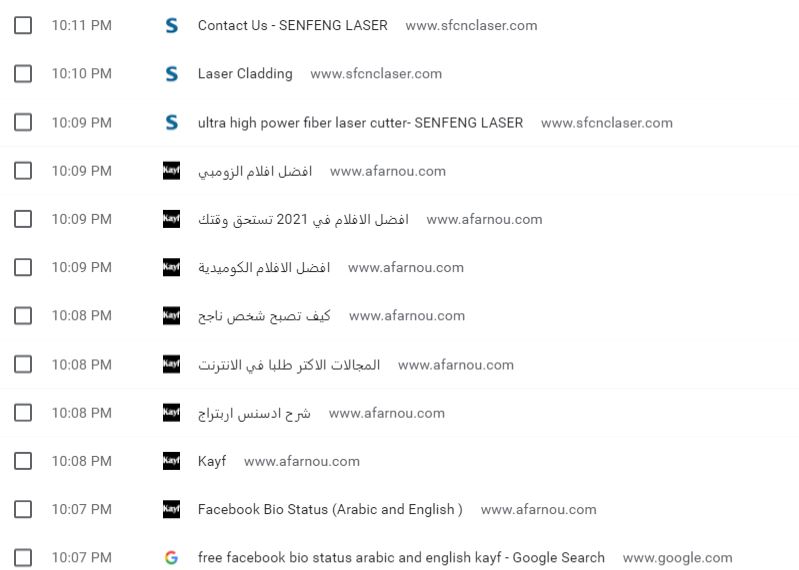 10:11 PM S Contact Us - SENFENG LASER www.sfcnclaser.com
10:10 PM S Laser Cladding www.sfcnclaser.com
10:09 PM S ultra high power fiber laser cutter- SENFENG LASER www.sfcnclaser.com
10:09 PM Kayf افضل افلام الزومبي www.afarnou.com
10:09 PM Kayf افضل الافلام في 2021 تستحق وقتك www.afarnou.com
10:09 PM Kayf افضل الافلام الكوميدية www.afarnou.com
10:08 PM Kayf كيف تصبح شخص ناجح www.afarnou.com
10:08 PM Kayf المجالات الاكتر طلبا في الانترنت www.afarnou.com
10:08 PM Kayf شرح ادسنس اربتراج www.afarnou.com
10:08 PM Kayf Kayf www.afarnou.com
10:07 PM Kayf Facebook Bio Status (Arabic and English ) www.afarnou.com
10:07 PM G free facebook bio status arabic and english kayf - Google Search www.google.com